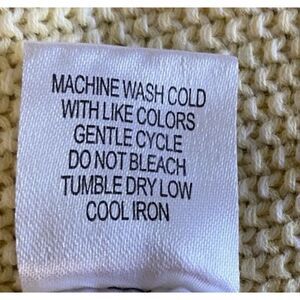 MACHINE WASH COLD
WITH LIKE COLORS
GENTLE CYCLE
DO NOT BLEACH
TUMBLE DRY LOW
COOL IRON